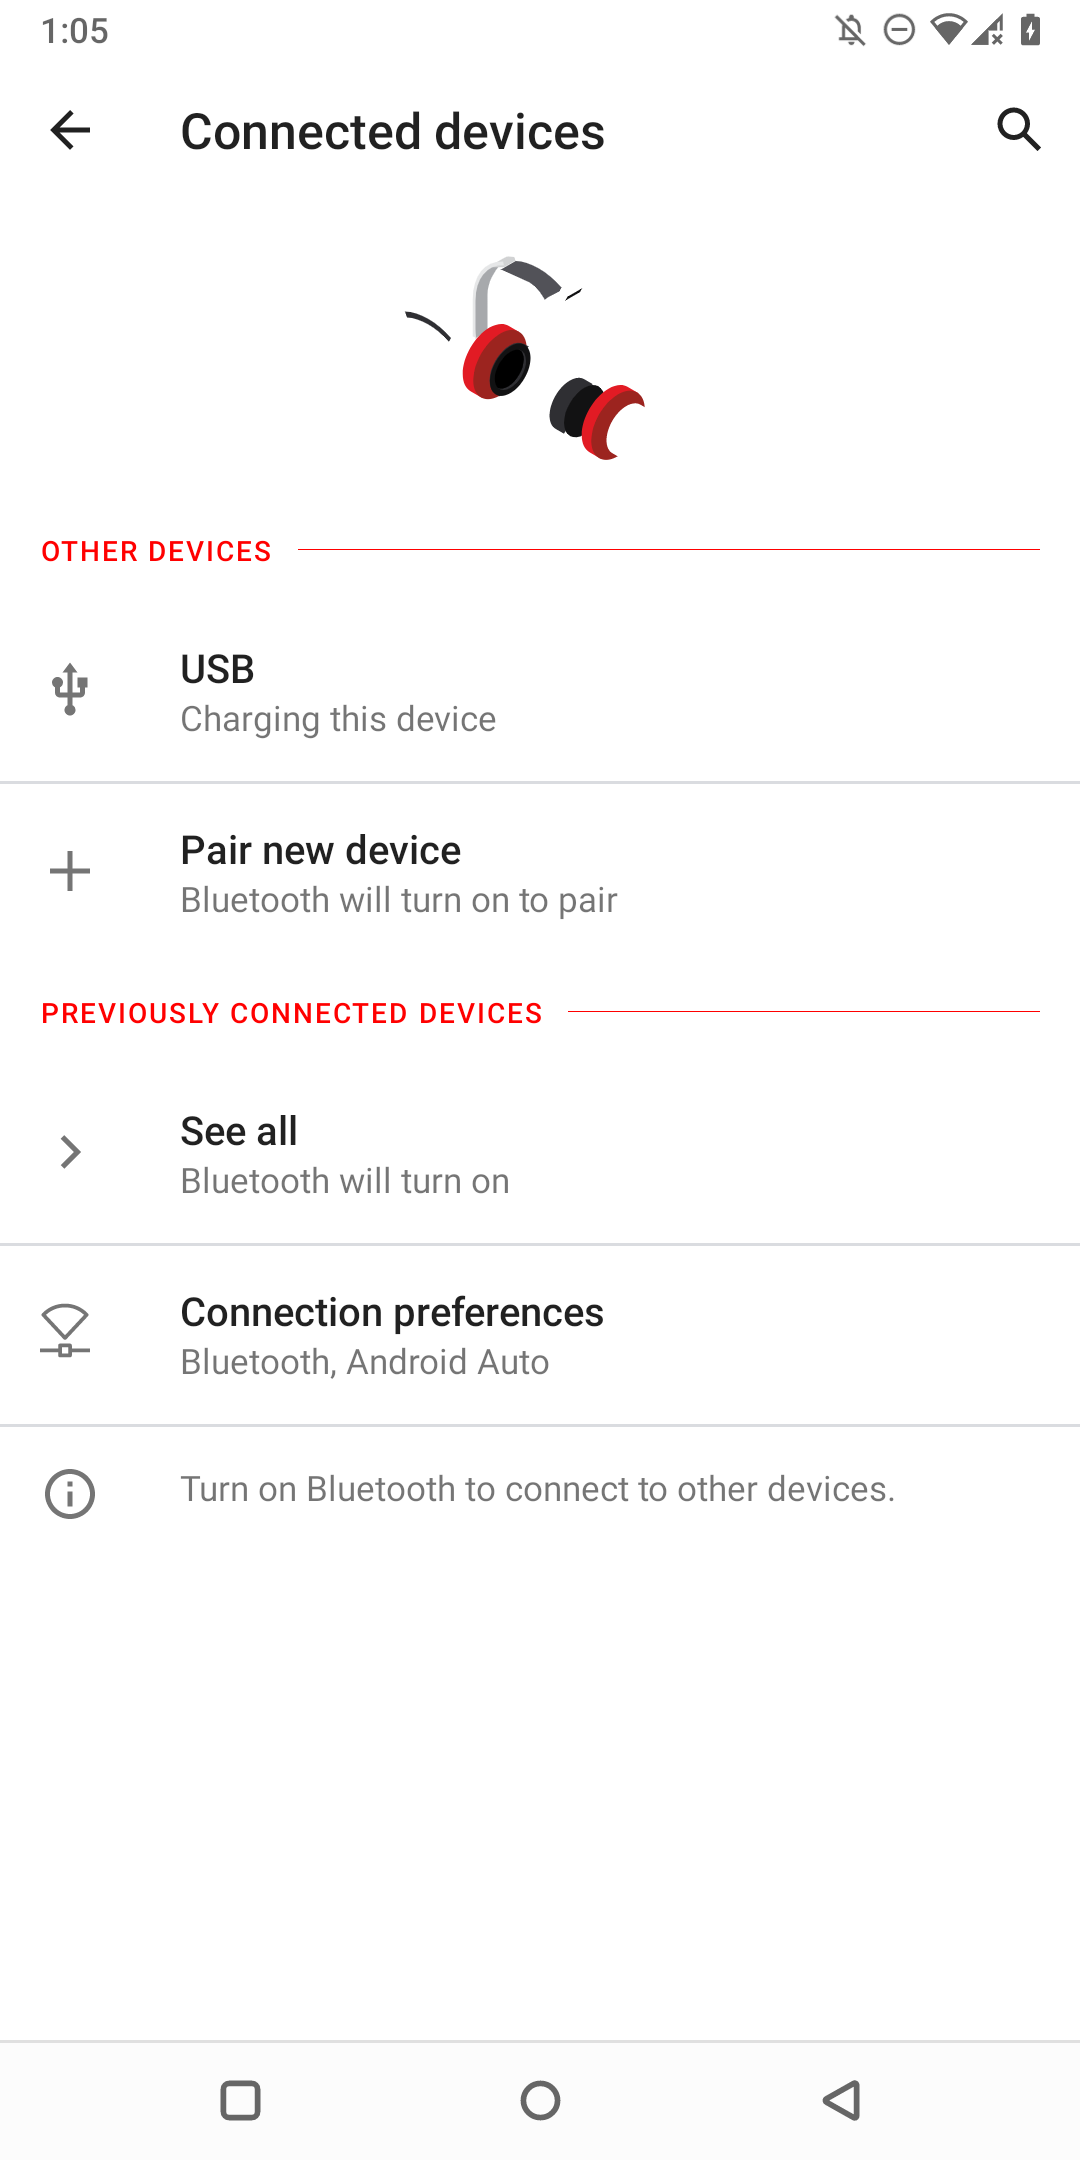 1:05
Connected devices
OTHER DEVICES
USB
Charging this device
Pair new device
Bluetooth will turn on to pair
PREVIOUSLY CONNECTED DEVICES
See all
Bluetooth will turn on
Connection preferences
Bluetooth, Android Auto
Turn on Bluetooth to connect to other devices.